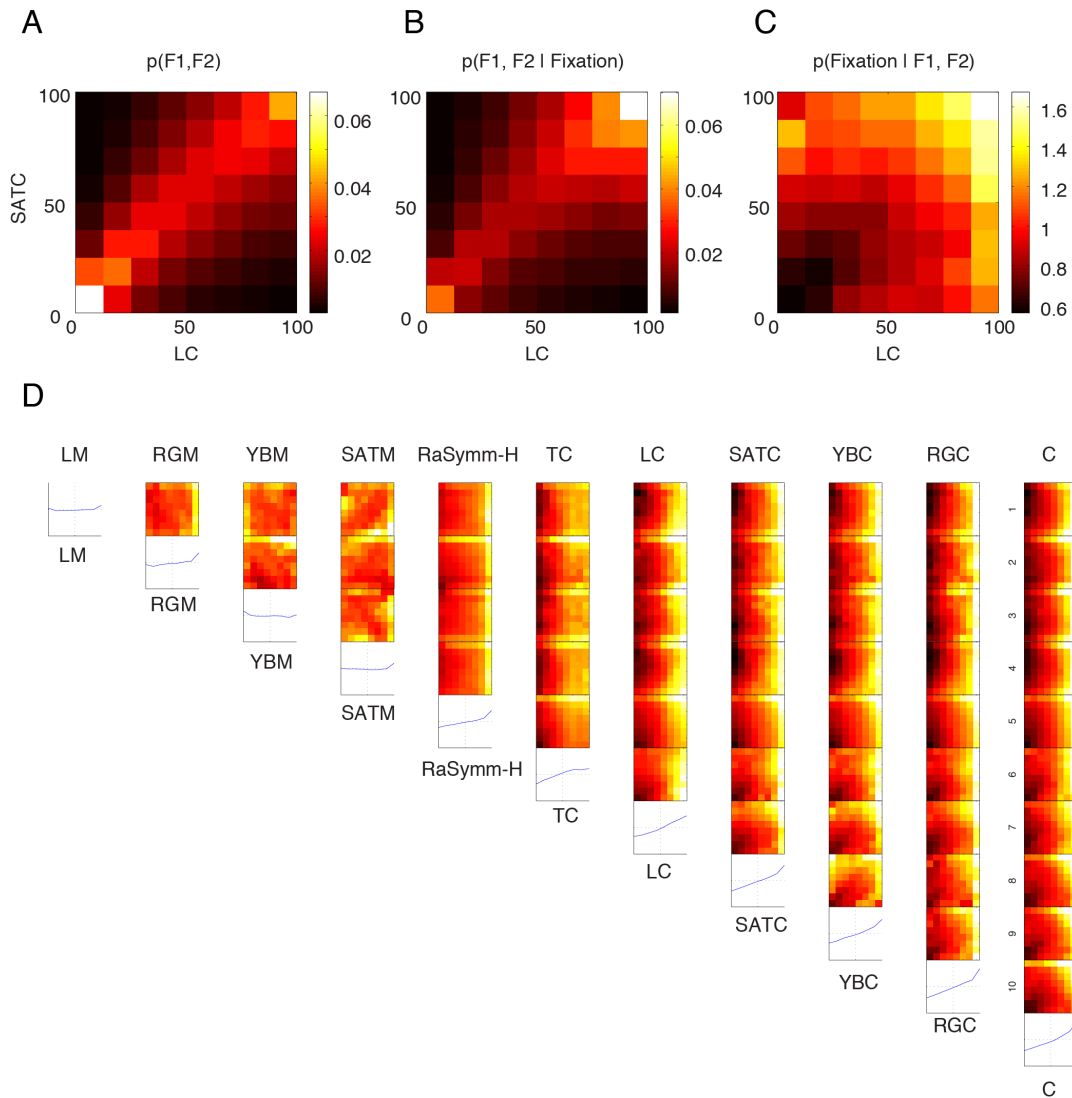 A
B
C
p(F1,F2)
p(F1, F2 | Fixation)
p(Fixation | F1, F2)
100
50
0
SATC
0
50
100
LC
0.06
0.04
0.02
100
50
0
0
50
100
LC
0.06
0.04
0.02
100
50
0
0
50
100
LC
1.6
1.4
1.2
1
0.8
0.6
D
LM
RGM
YBM
SATM
RaSymm-H
TC
LC
SATC
YBC
RGC
C
1
2
3
4
5
6
7
8
9
10
LM
RGM
YBM
SATM
RaSymm-H
TC
LC
SATC
YBC
RGC
C